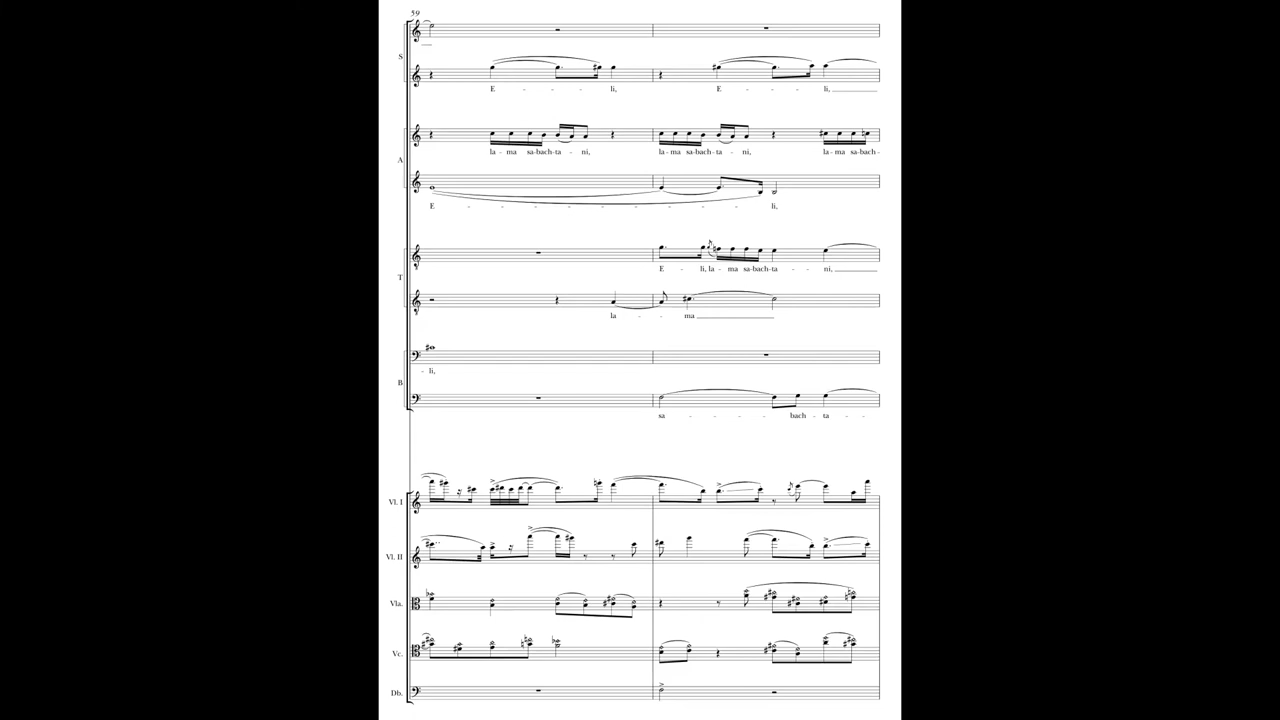 59
S
E - - - li, E - - - li,
A
la - ma sa-bach-ta - ni, la - ma sa-bach-ta - ni, la - ma sa-bach-
E - - - - - - - - - - li,
T
E - li, la - ma sa-bach-ta - ni,
la - ma
- li,
B
sa - - - - bach - ta -
Vl. I
Vl. II
Vla.
Vc.
Db.